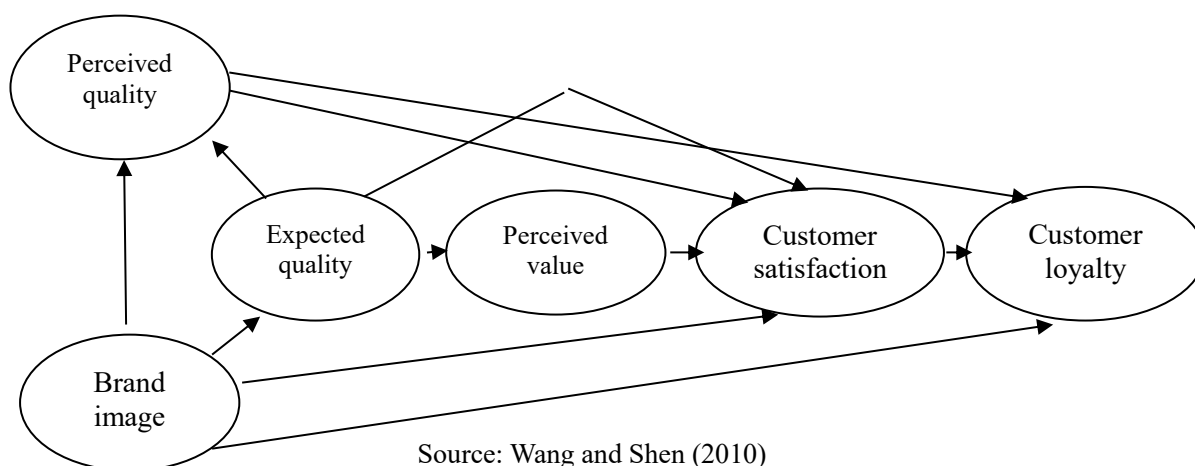 Perceived
quality
Expected
quality
Perceived
value
Customer
satisfaction
Customer
loyalty
Brand
image
Source: Wang and Shen (2010)